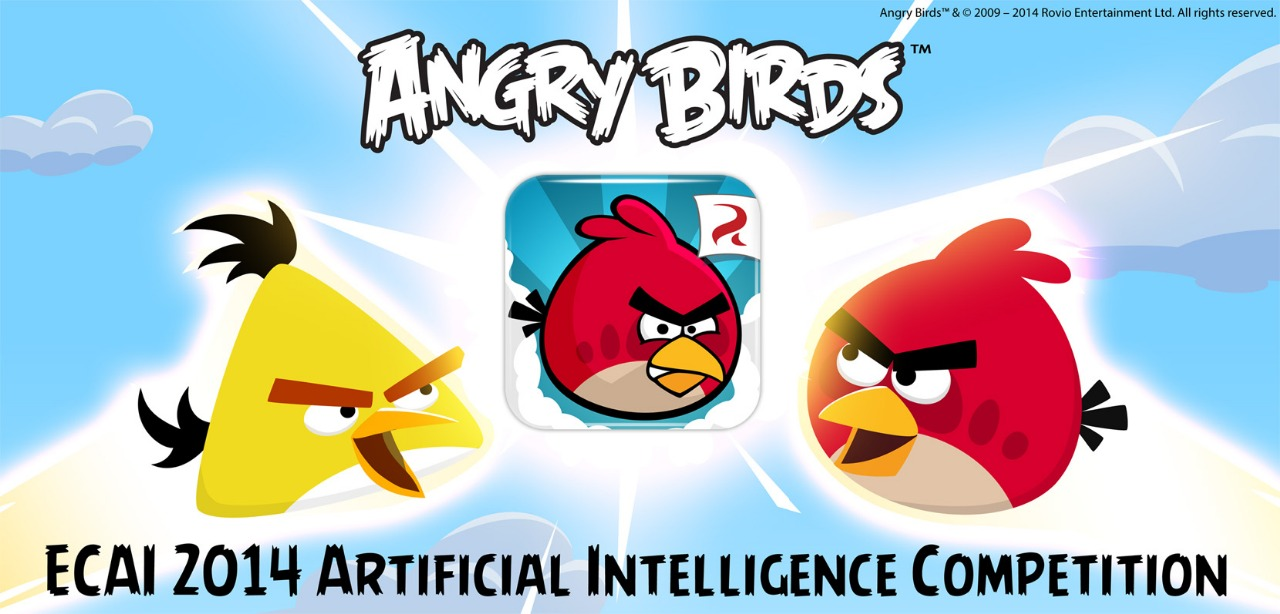 Angry Birds™ & © 2009 – 2014 Rovio Entertainment Ltd. All rights reserved.
ANGRY BIRDS™
ECAI 2014 ARTIFICIAL INTELLIGENCE COMPETITION